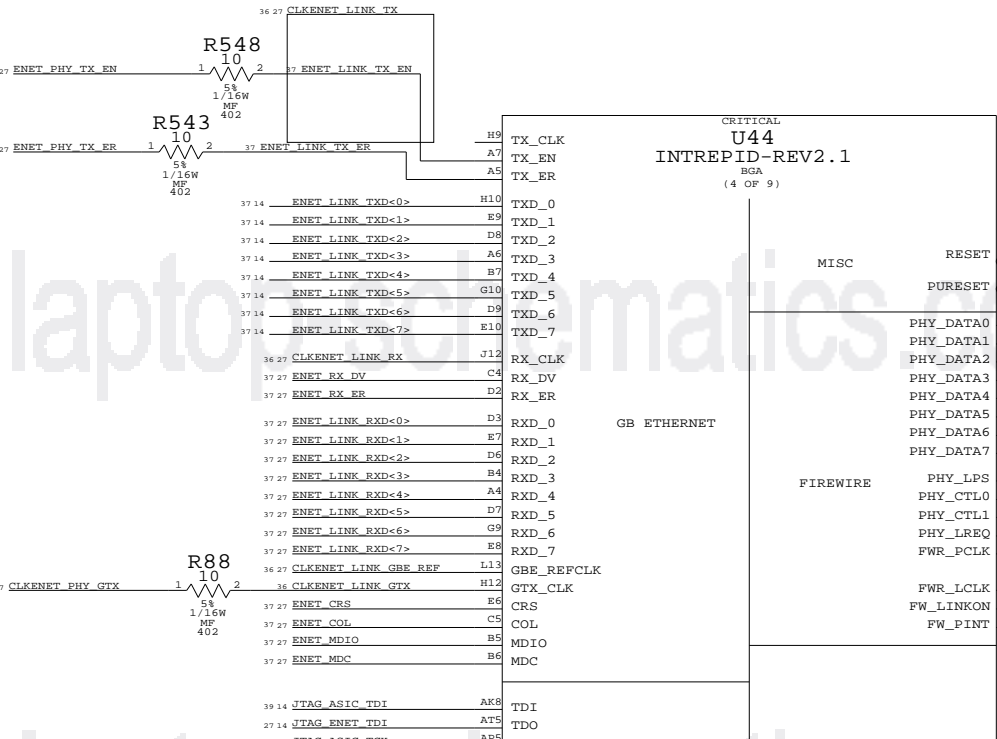 36 27 CLKENET_LINK_TX
R548
10
27 ENET_PHY_TX_EN 1 2 37 ENET_LINK_TX_EN
5%
1/16W
MF
402
R543
10
27 ENET_PHY_TX_ER 1 2 37 ENET_LINK_TX_ER
5%
1/16W
MF
402
CRITICAL
U44
INTREPID-REV2.1
BGA
(4 OF 9)
H9 TX_CLK
A7 TX_EN
A5 TX_ER
37 14 ENET_LINK_TXD<0> H10 TXD_0
37 14 ENET_LINK_TXD<1> E9 TXD_1
37 14 ENET_LINK_TXD<2> D8 TXD_2
37 14 ENET_LINK_TXD<3> A6 TXD_3
37 14 ENET_LINK_TXD<4> B7 TXD_4
37 14 ENET_LINK_TXD<5> G10 TXD_5
37 14 ENET_LINK_TXD<6> D9 TXD_6
37 14 ENET_LINK_TXD<7> E10 TXD_7
36 27 CLKENET_LINK_RX J12 RX_CLK
37 27 ENET_RX_DV C4 RX_DV
37 27 ENET_RX_ER D2 RX_ER
37 27 ENET_LINK_RXD<0> D3 RXD_0
37 27 ENET_LINK_RXD<1> E7 RXD_1
37 27 ENET_LINK_RXD<2> D6 RXD_2
37 27 ENET_LINK_RXD<3> B4 RXD_3
37 27 ENET_LINK_RXD<4> A4 RXD_4
37 27 ENET_LINK_RXD<5> D7 RXD_5
37 27 ENET_LINK_RXD<6> G9 RXD_6
37 27 ENET_LINK_RXD<7> E8 RXD_7
36 27 CLKENET_LINK_GBE_REF L13 GBE_REFCLK
R88
10
7 CLKENET_PHY_GTX 1 2 36 CLKENET_LINK_GTX H12 GTX_CLK
5%
1/16W
MF
402
37 27 ENET_CRS E6 CRS
37 27 ENET_COL C5 COL
37 27 ENET_MDIO B5 MDIO
37 27 ENET_MDC B6 MDC
39 14 JTAG_ASIC_TDI AK8 TDI
27 14 JTAG_ENET_TDI AT5 TDO
GB ETHERNET
MISC
RESET
PURESET
PHY_DATA0
PHY_DATA1
PHY_DATA2
PHY_DATA3
PHY_DATA4
PHY_DATA5
PHY_DATA6
PHY_DATA7
FIREWIRE
PHY_LPS
PHY_CTL0
PHY_CTL1
PHY_LREQ
FWR_PCLK
FWR_LCLK
FW_LINKON
FW_PINT
laptop-schematics.